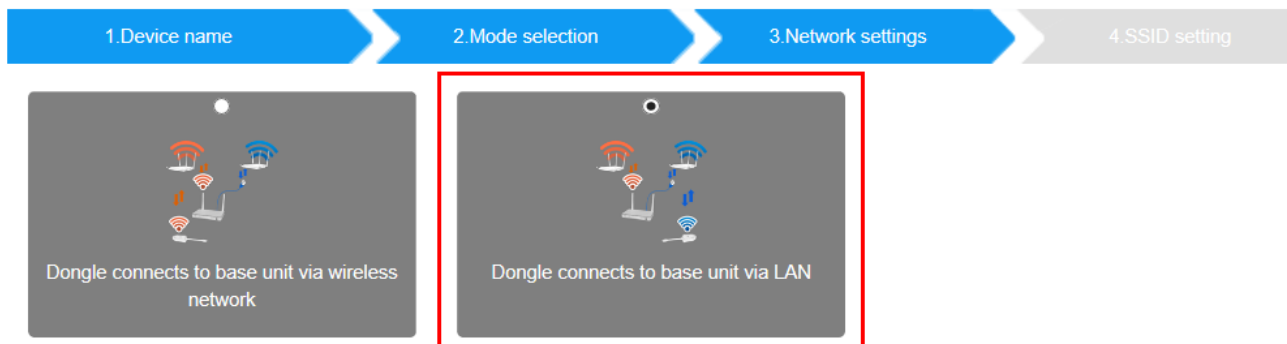 1.Device name
2.Mode selection
3.Network settings
4.SSID setting
Dongle connects to base unit via wireless
network
Dongle connects to base unit via LAN